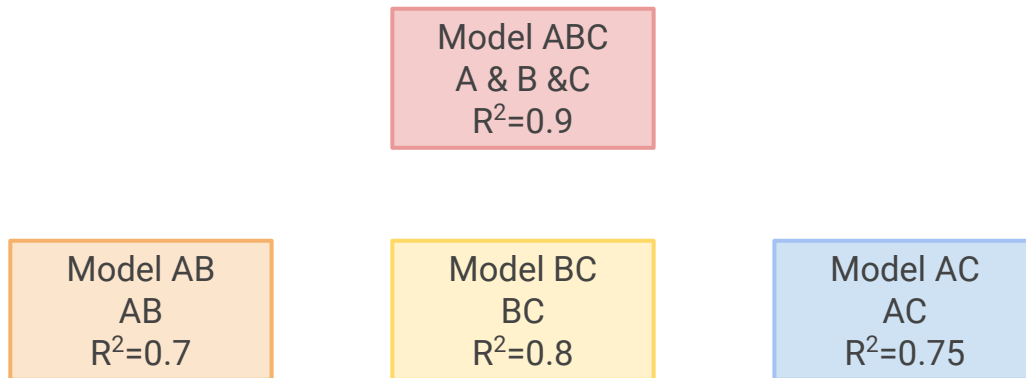 Model ABC
A & B &C
R²=0.9
Model AB
AB
R²=0.7
Model BC
BC
R²=0.8
Model AC
AC
R²=0.75